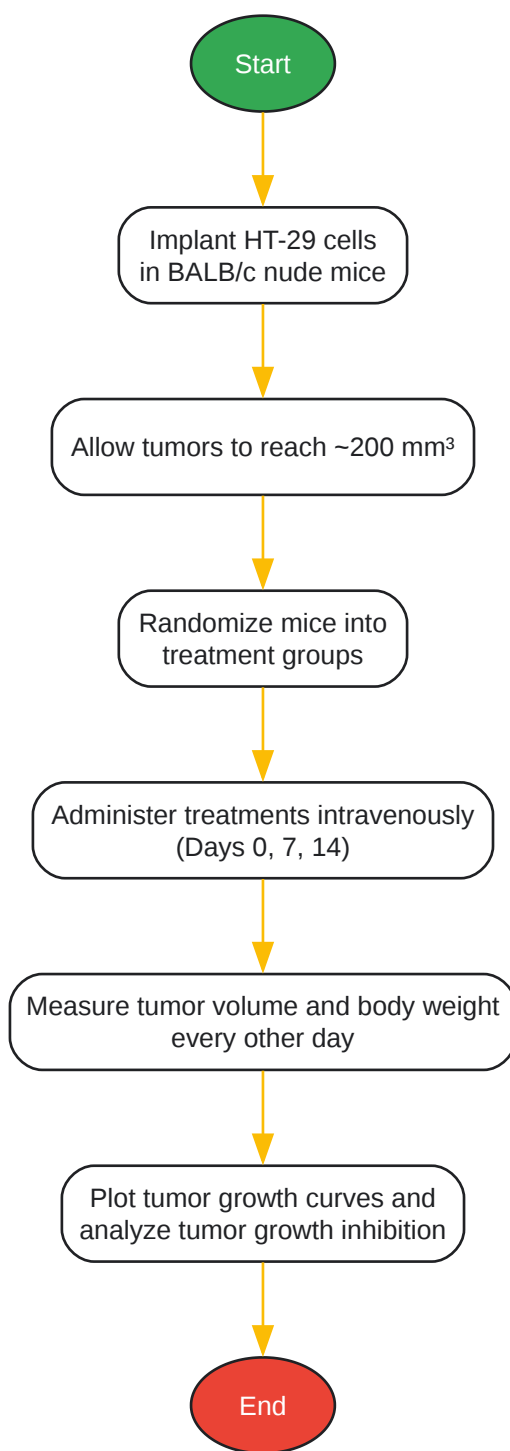 Start
Implant HT-29 cells
in BALB/c nude mice
Allow tumors to reach ~200 mm³
Randomize mice into
treatment groups
Administer treatments intravenously
(Days 0, 7, 14)
Measure tumor volume and body weight
every other day
Plot tumor growth curves and
analyze tumor growth inhibition
End